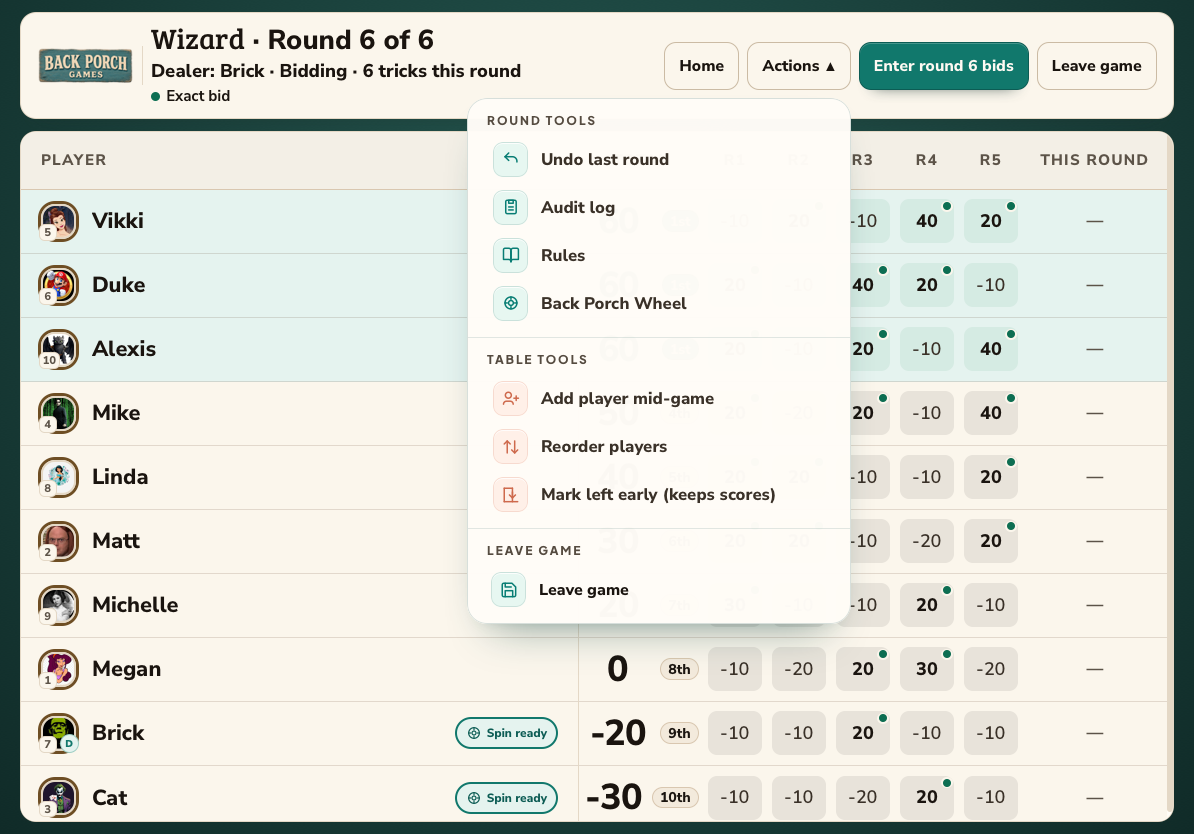 BACK PORCH
GAMES
Wizard · Round 6 of 6
Dealer: Brick · Bidding · 6 tricks this round
Exact bid
Home
Actions ▲
Enter round 6 bids
Leave game
PLAYER R3 R4 R5 THIS ROUND
5 Vikki -10 40 20 —
6 Duke 40 20 -10 —
10 Alexis 20 -10 40 —
4 Mike 20 -10 40 —
8 Linda -10 -10 20 —
2 Matt -10 -20 20 —
9 Michelle -10 20 -10 —
1 Megan 0 8th -10 -20 20 30 -20 —
7 D Brick Spin ready -20 9th -10 -10 20 -10 -10 —
3 Cat Spin ready -30 10th -10 -10 -20 20 -10 —
ROUND TOOLS
Undo last round
Audit log
Rules
Back Porch Wheel
TABLE TOOLS
Add player mid-game
Reorder players
Mark left early (keeps scores)
LEAVE GAME
Leave game